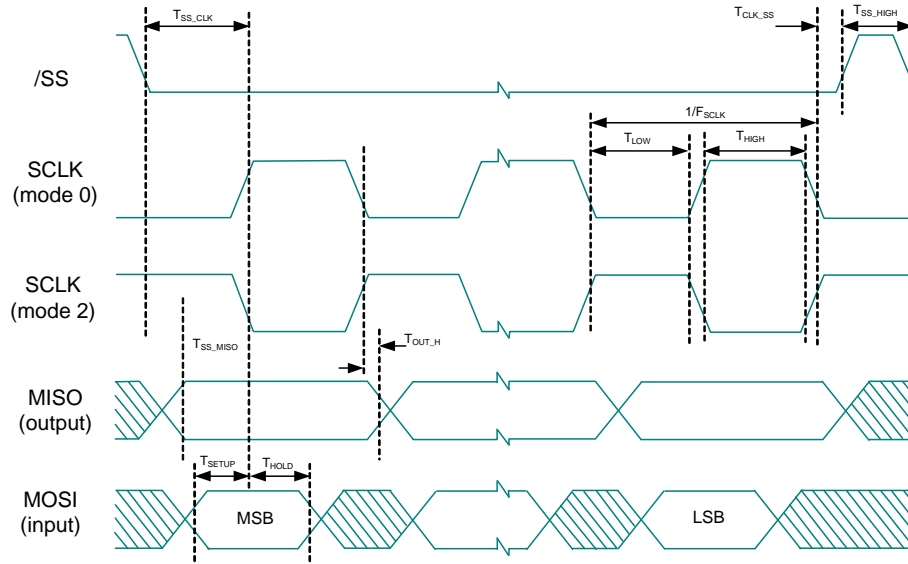 T_SS_CLK
T_CLK_SS
T_SS_HIGH
/SS
1/F_SCLK
T_LOW
T_HIGH
SCLK
(mode 0)
SCLK
(mode 2)
T_SS_MISO
T_OUT_H
MISO
(output)
T_SETUP
T_HOLD
MOSI
(input)
MSB
LSB